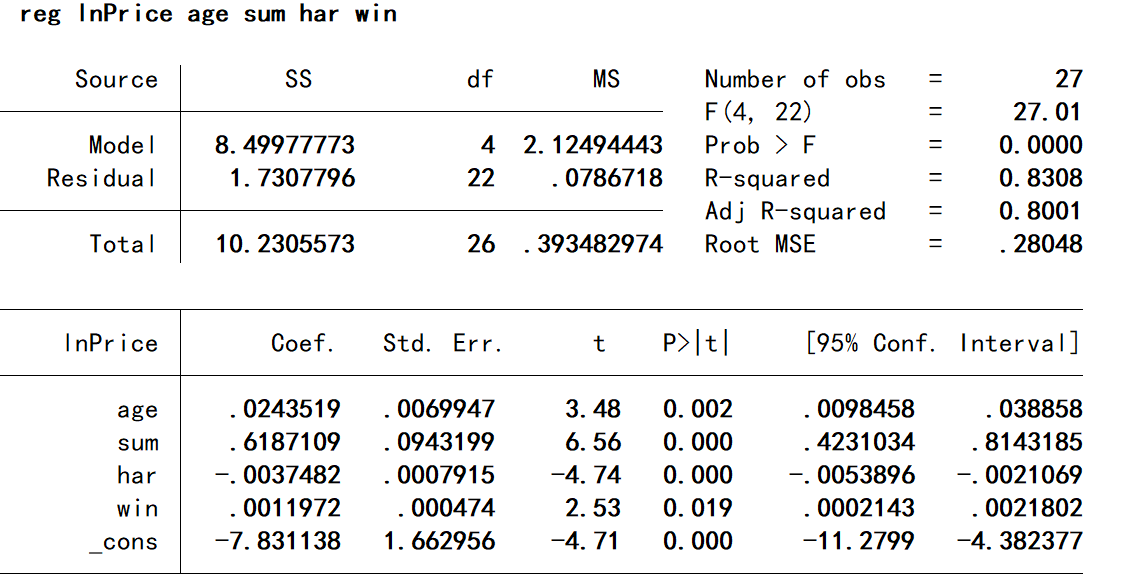 reg lnPrice age sum har win
Source SS df MS Number of obs = 27
F(4, 22) = 27.01
Model 8.49977773 4 2.12494443 Prob > F = 0.0000
Residual 1.7307796 22 .0786718 R-squared = 0.8308
Adj R-squared = 0.8001
Total 10.2305573 26 .393482974 Root MSE = .28048
lnPrice Coef. Std. Err. t P>|t| [95% Conf. Interval]
age .0243519 .0069947 3.48 0.002 .0098458 .038858
sum .6187109 .0943199 6.56 0.000 .4231034 .8143185
har -.0037482 .0007915 -4.74 0.000 -.0053896 -.0021069
win .0011972 .000474 2.53 0.019 .0002143 .0021802
_cons -7.831138 1.662956 -4.71 0.000 -11.2799 -4.382377